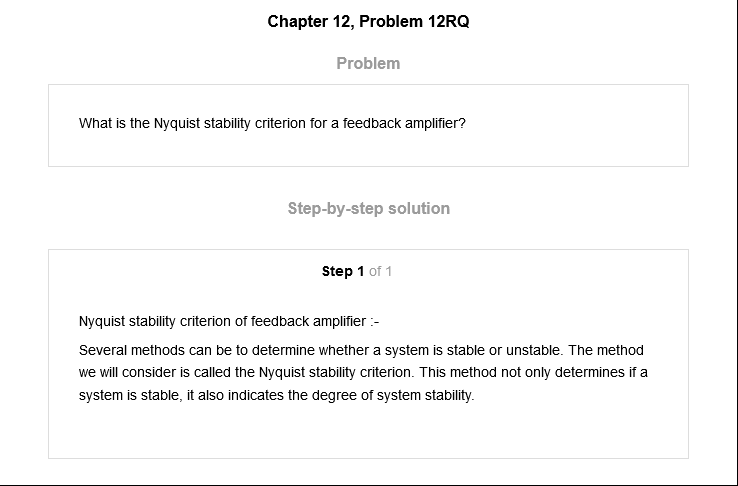 Chapter 12, Problem 12RQ
Problem
What is the Nyquist stability criterion for a feedback amplifier?
Step-by-step solution
Step 1 of 1
Nyquist stability criterion of feedback amplifier :-
Several methods can be to determine whether a system is stable or unstable. The method
we will consider is called the Nyquist stability criterion. This method not only determines if a
system is stable, it also indicates the degree of system stability.